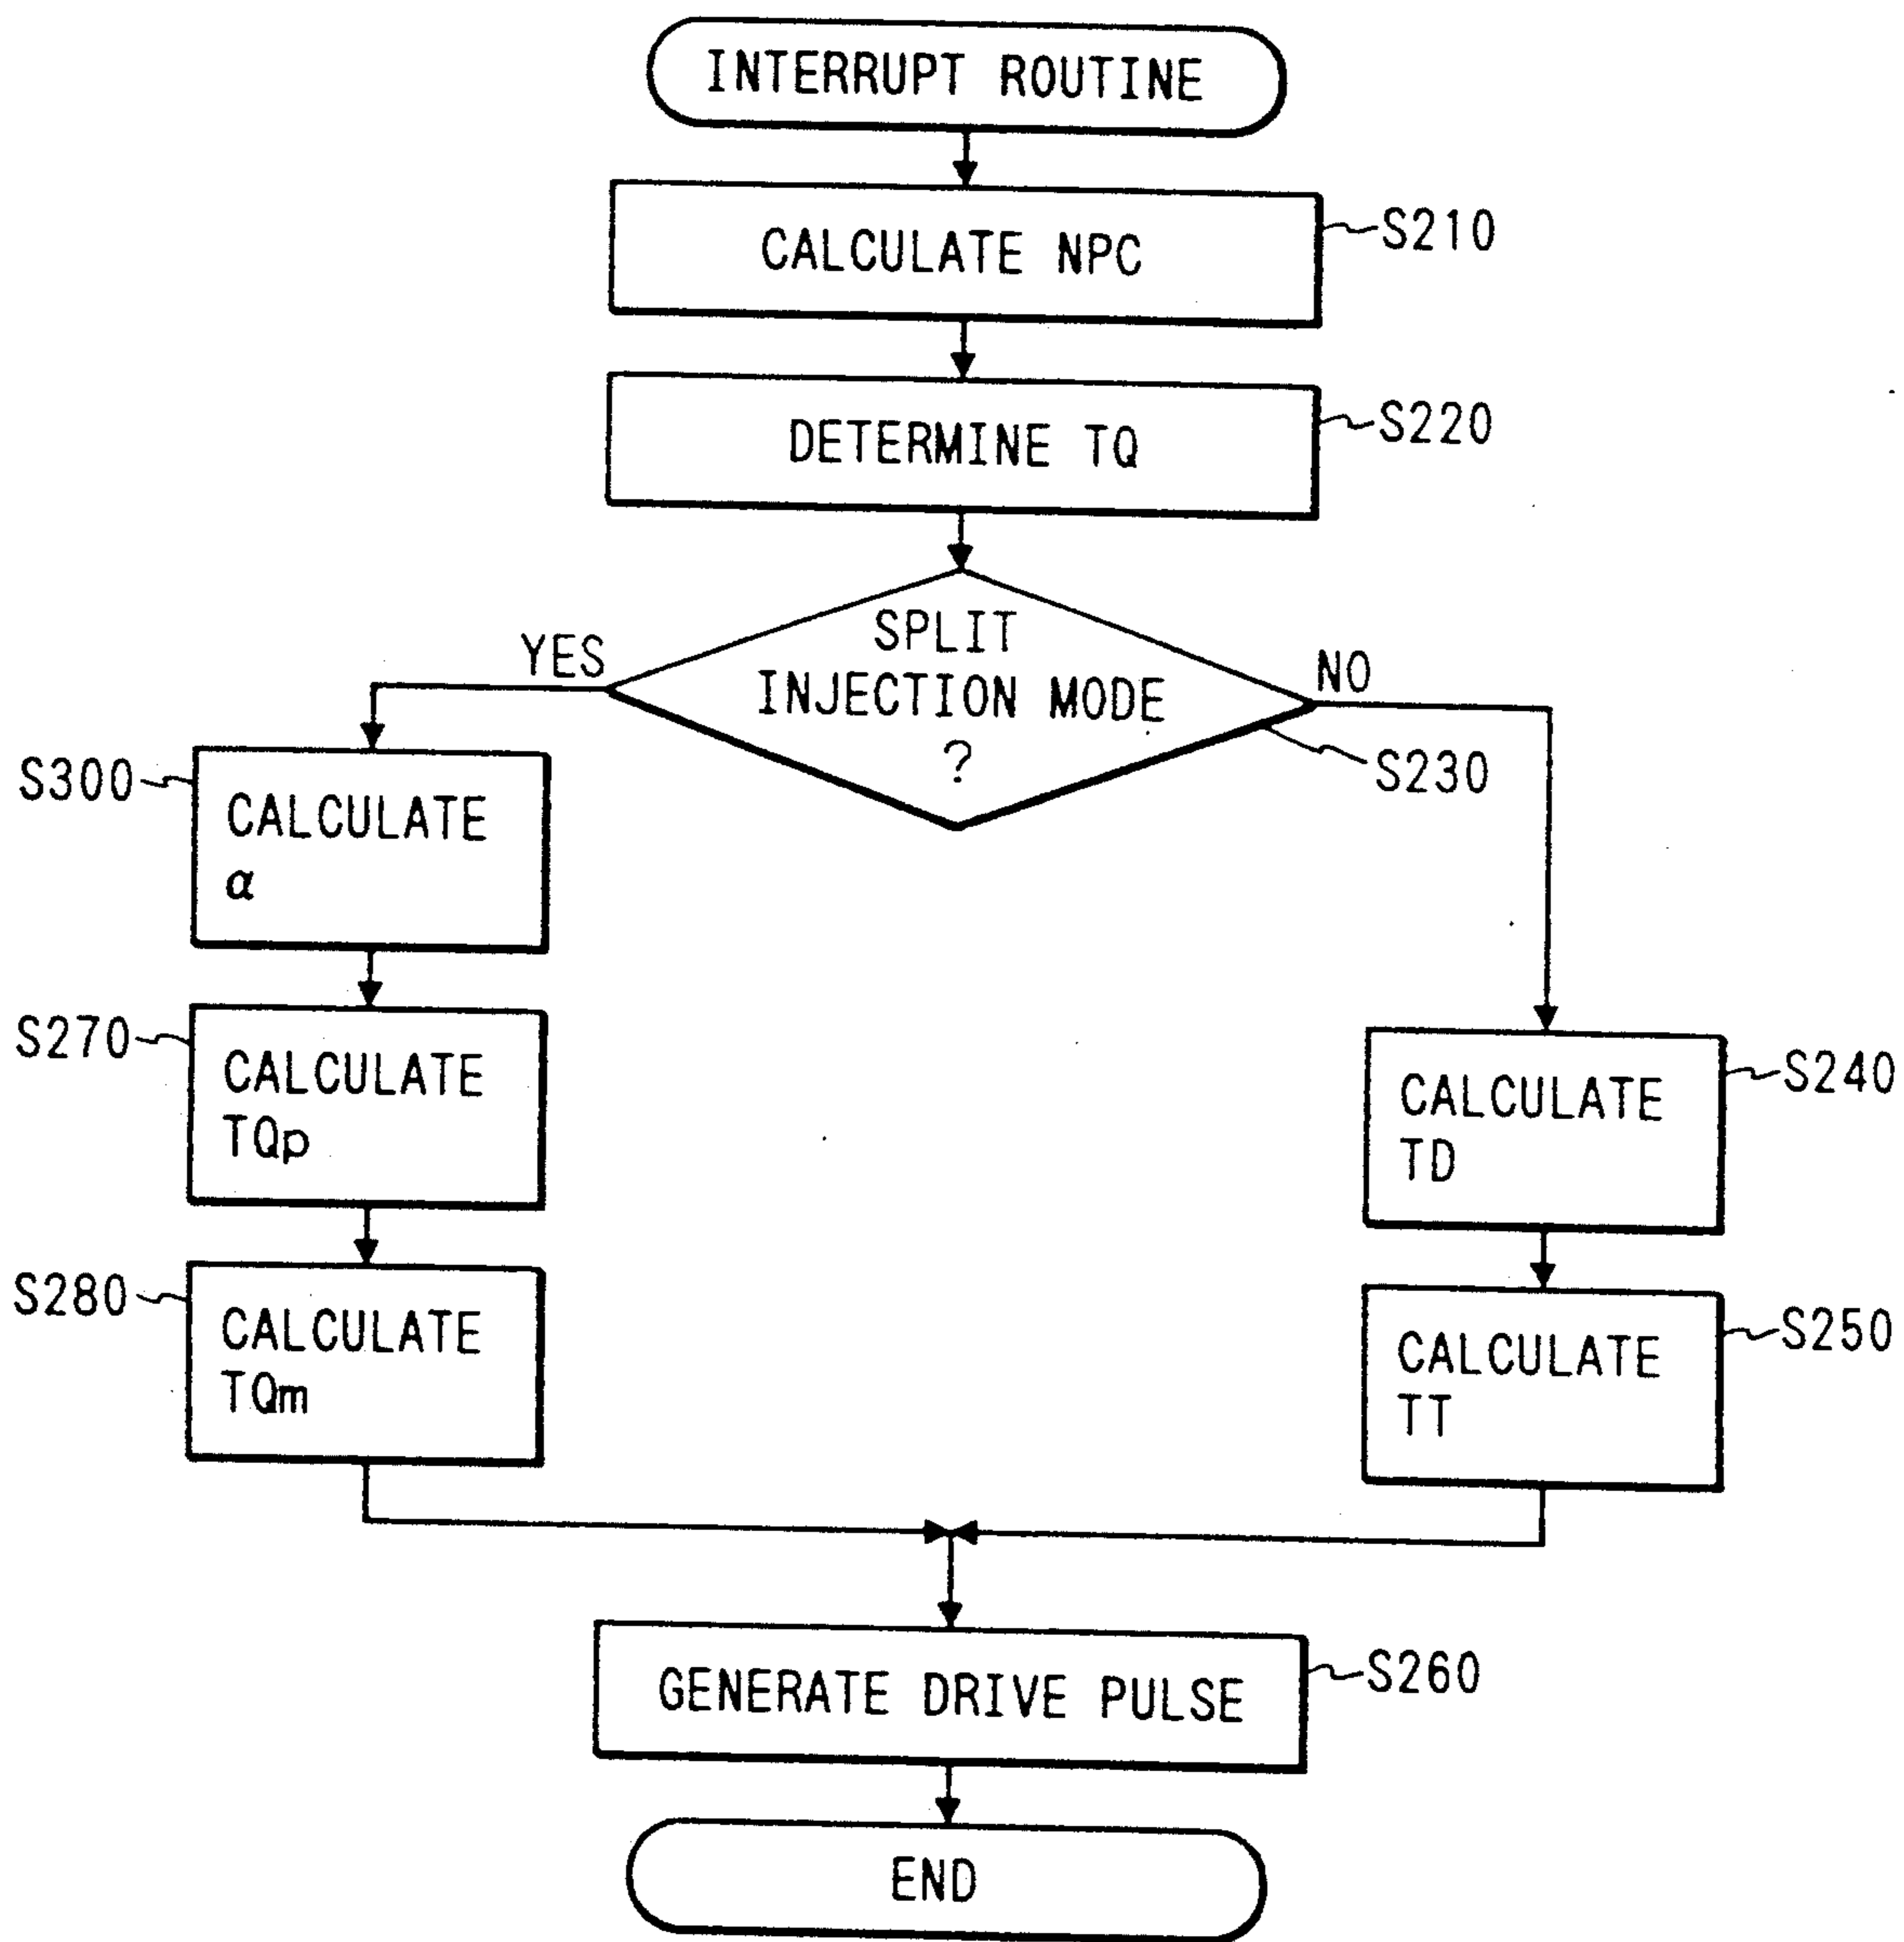 INTERRUPT ROUTINE
CALCULATE NPC
S210
DETERMINE TQ
S220
SPLIT
INJECTION MODE
?
YES
NO
S230
S300
CALCULATE
α
S270
CALCULATE
TQp
S280
CALCULATE
TQm
S240
CALCULATE
TD
S250
CALCULATE
TT
GENERATE DRIVE PULSE
S260
END